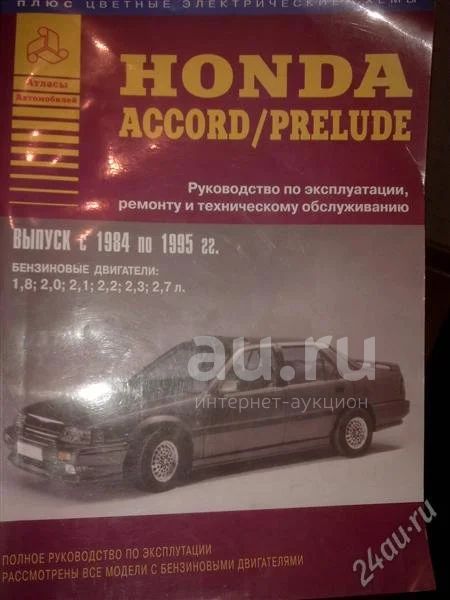 ПЛЮС ЦВЕТНЫЕ ЭЛЕКТРИЧЕСКИЕ СХЕМЫ
Атласы
Автомобилей
HONDA
ACCORD/PRELUDE
Руководство по эксплуатации,
ремонту и техническому обслуживанию
ВЫПУСК с 1984 по 1995 гг.
БЕНЗИНОВЫЕ ДВИГАТЕЛИ:
1,8; 2,0; 2,1; 2,2; 2,3; 2,7 л.
au.ru
интернет-аукцион
ПОЛНОЕ РУКОВОДСТВО ПО ЭКСПЛУТАЦИИ
РАССМОТРЕНЫ ВСЕ МОДЕЛИ С БЕНЗИНОВЫМИ ДВИГАТЕЛЯМИ
24au.ru